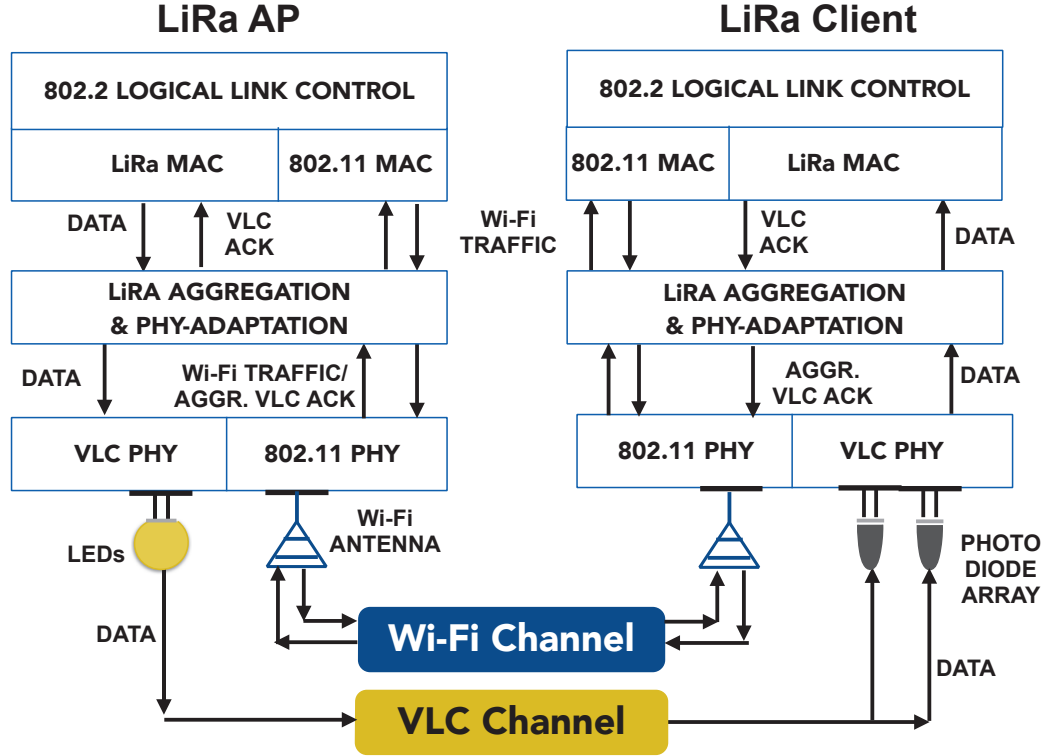 LiRa AP
LiRa Client
802.2 LOGICAL LINK CONTROL
802.2 LOGICAL LINK CONTROL
LiRa MAC
802.11 MAC
802.11 MAC
LiRa MAC
DATA
VLC
ACK
Wi-Fi
TRAFFIC
VLC
ACK
DATA
LiRA AGGREGATION
& PHY-ADAPTATION
LiRA AGGREGATION
& PHY-ADAPTATION
DATA
Wi-Fi TRAFFIC/
AGGR. VLC ACK
AGGR.
VLC ACK
DATA
VLC PHY
802.11 PHY
802.11 PHY
VLC PHY
LEDs
Wi-Fi
ANTENNA
PHOTO
DIODE
ARRAY
DATA
Wi-Fi Channel
DATA
VLC Channel